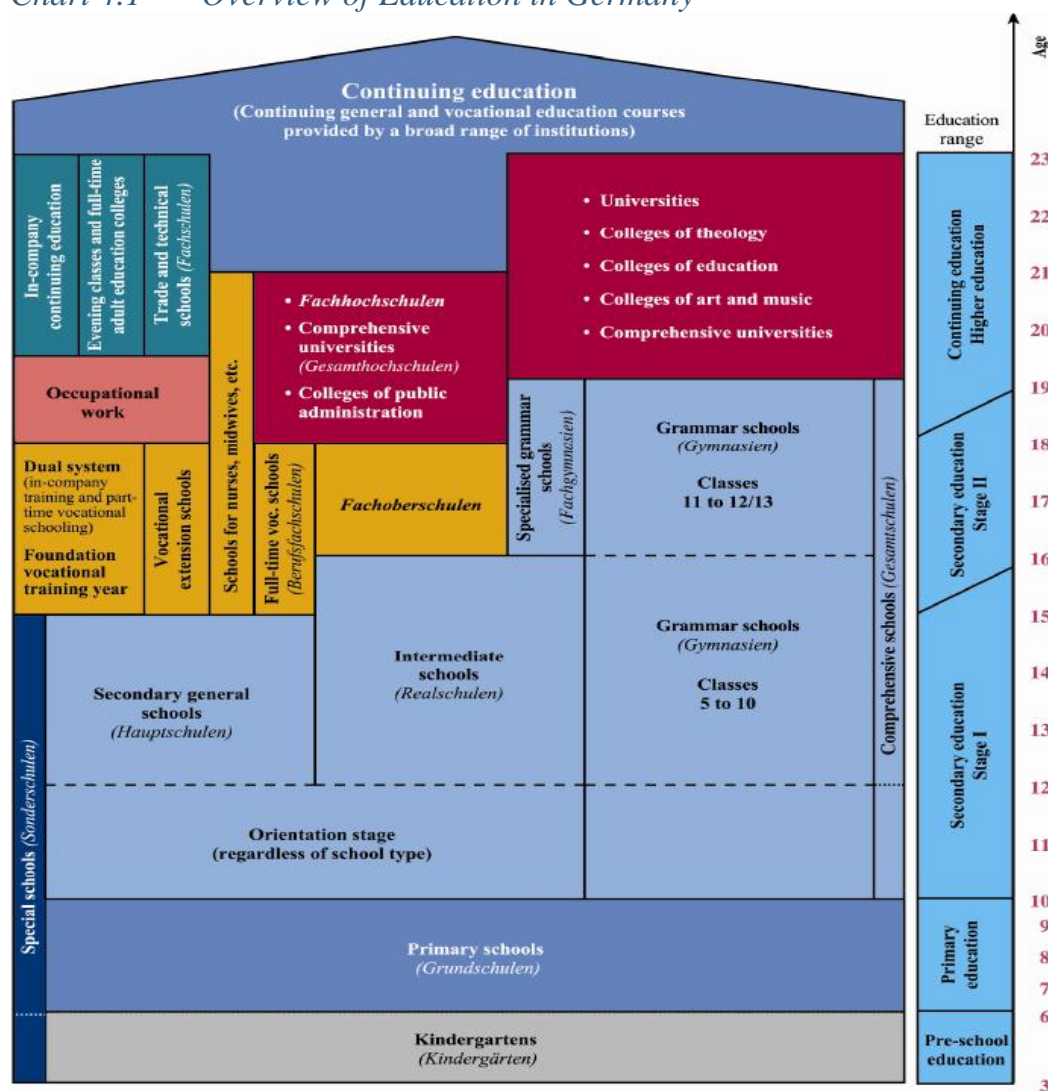 Chart 4.1 Overview of Education in Germany
Age
Continuing education
(Continuing general and vocational education courses
provided by a broad range of institutions)
Education
range
In-company
continuing education
Evening classes and full-time
adult education colleges
Trade and technical
schools (Fachschulen)
• Universities
• Colleges of theology
• Colleges of education
• Colleges of art and music
• Comprehensive universities
Continuing education
Higher education
23
22
21
20
19
18
17
16
15
14
13
12
11
10
9
8
7
6
3
Occupational
work
Schools for nurses, midwives, etc.
• Fachhochschulen
• Comprehensive
universities
(Gesamthochschulen)
• Colleges of public
administration
Specialised grammar
schools
(Fachgymnasien)
Grammar schools
(Gymnasien)
Classes
11 to 12/13
Comprehensive schools (Gesamtschulen)
Secondary education
Stage II
Dual system
(in-company
training and part-
time vocational
schooling)
Foundation
vocational
training year
Vocational
extension schools
Full-time voc. schools
(Berufsfachschulen)
Fachoberschulen
Special schools (Sonderschulen)
Secondary general
schools
(Hauptschulen)
Intermediate
schools
(Realschulen)
Grammar schools
(Gymnasien)
Classes
5 to 10
Secondary education
Stage I
Orientation stage
(regardless of school type)
Primary schools
(Grundschulen)
Primary
education
Kindergartens
(Kindergärten)
Pre-school
education